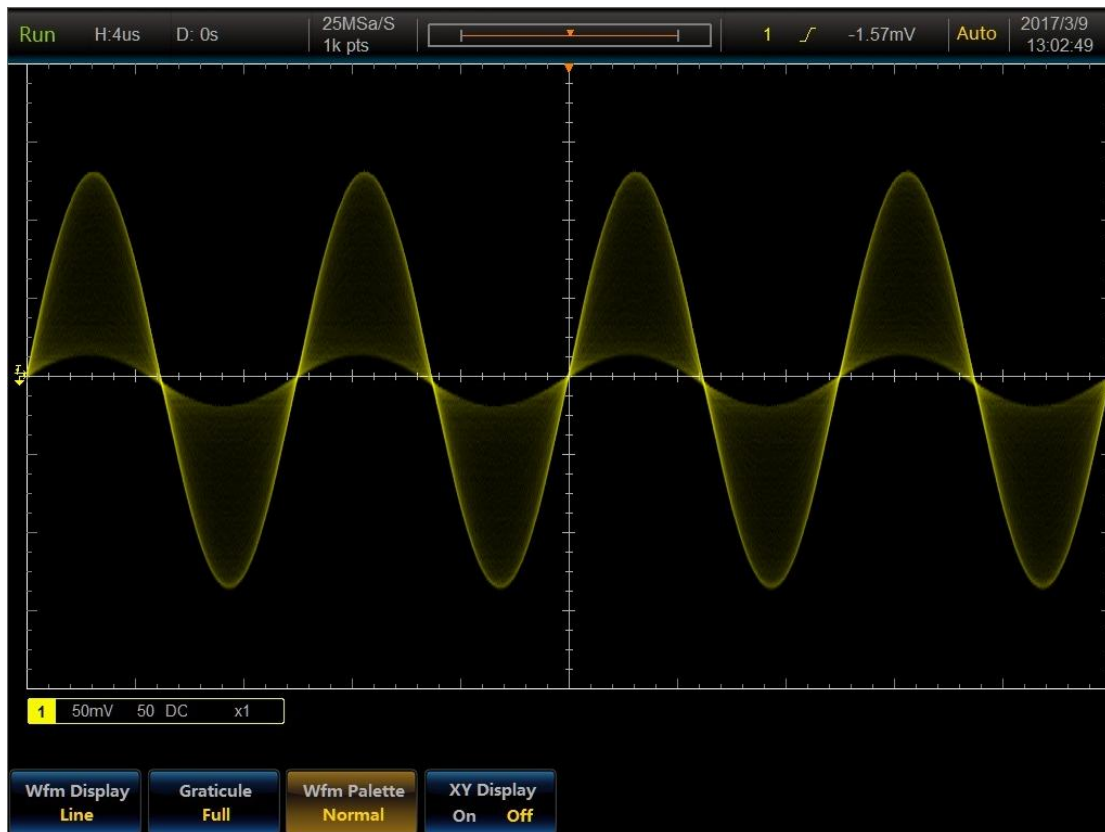 Run H:4us D: 0s 25MSa/S 1 -1.57mV Auto 2017/3/9
1k pts 13:02:49
1 50mV 50 DC x1
Wfm Display Graticule Wfm Palette XY Display
Line Full Normal On Off